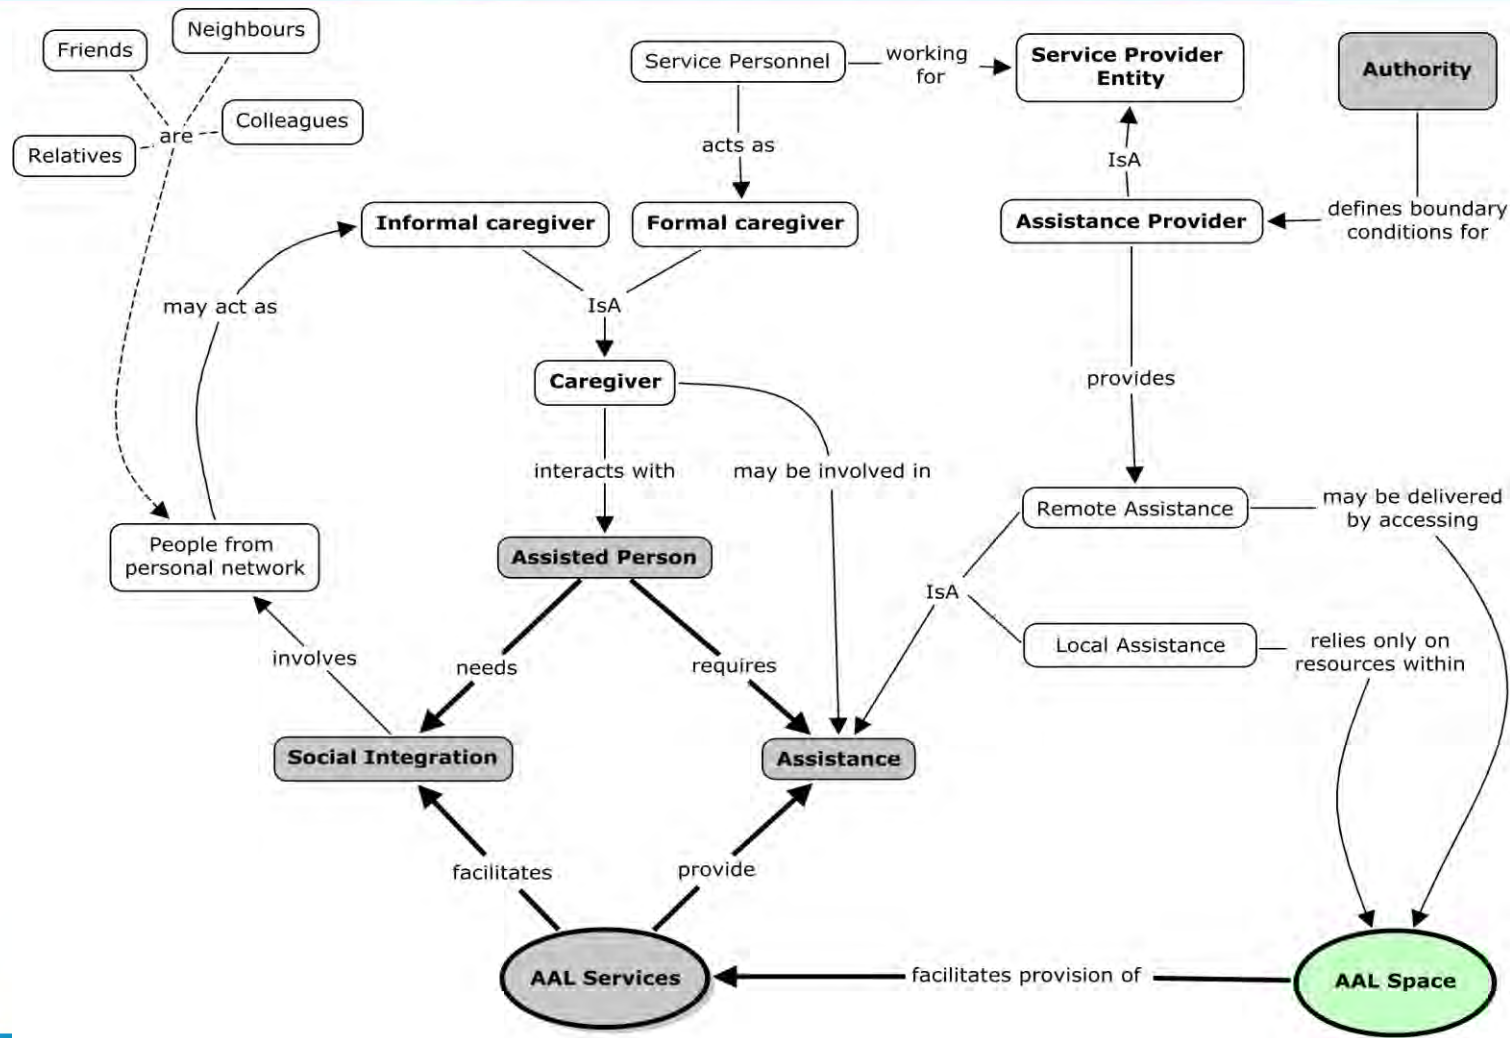 Neighbours
Friends
Service Personnel
working
for
Service Provider
Entity
Authority
Colleagues
are
Relatives
acts as
IsA
Informal caregiver
Formal caregiver
Assistance Provider
defines boundary
conditions for
may act as
IsA
Caregiver
provides
interacts with
may be involved in
Remote Assistance
may be delivered
by accessing
People from
personal network
Assisted Person
IsA
Local Assistance
relies only on
resources within
involves
needs
requires
Social Integration
Assistance
facilitates
provide
AAL Services
facilitates provision of
AAL Space